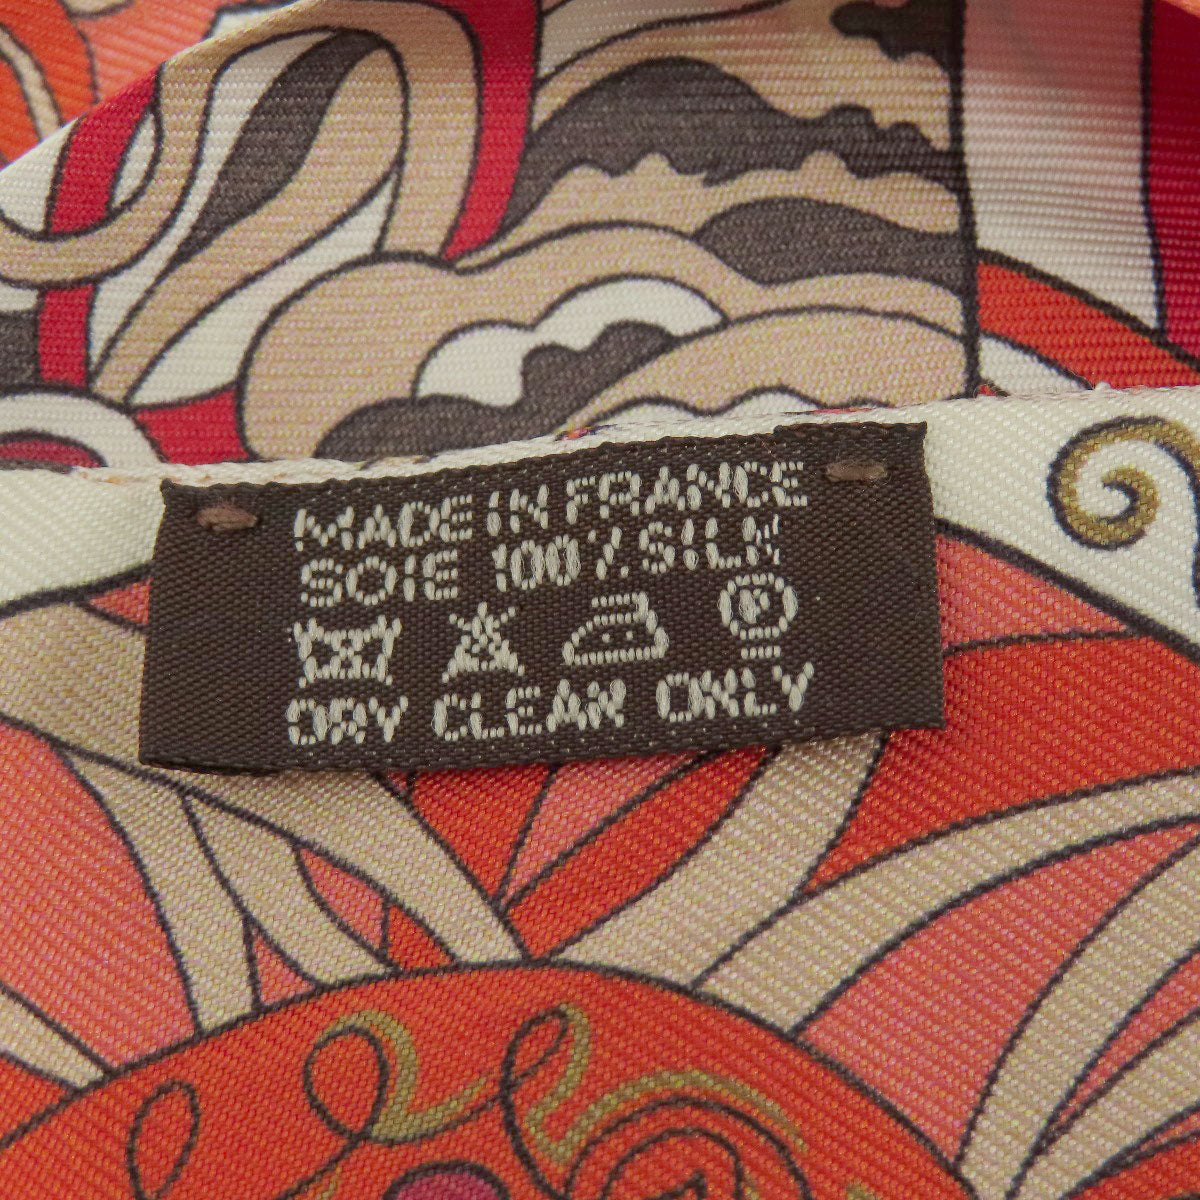 MADE IN FRANCE
SOIE 100 % SILK
P
DRY CLEAN ONLY